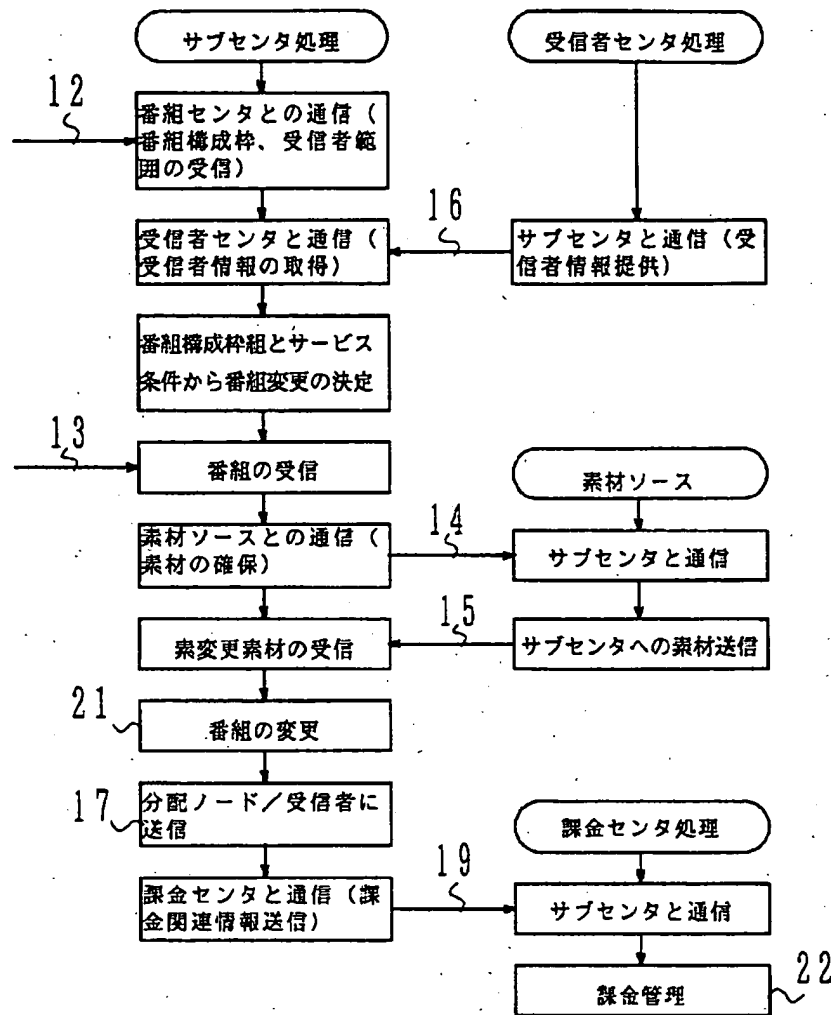 サブセンタ処理
受信者センタ処理
12
番組センタとの通信（
番組構成枠、受信者範
囲の受信）
16
受信者センタと通信（
受信者情報の取得）
サブセンタと通信（受
信者情報提供）
番組構成枠組とサービス
条件から番組変更の決定
13
番組の受信
素材ソース
素材ソースとの通信（
素材の確保）
14
サブセンタと通信
15
素変更素材の受信
サブセンタへの素材送信
21
番組の変更
17
分配ノード／受信者に
送信
課金センタ処理
課金センタと通信（課
金関連情報送信）
19
サブセンタと通信
課金管理
22